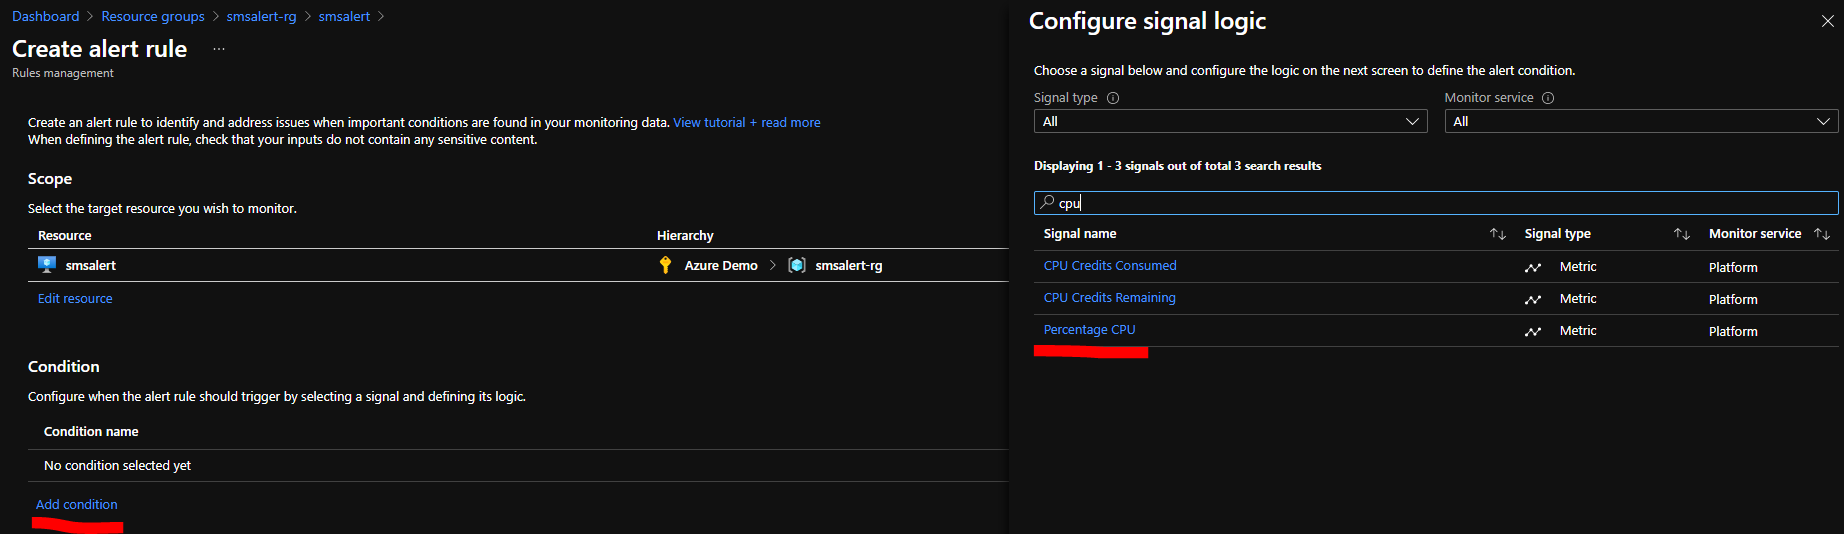 Dashboard > Resource groups > smsalert-rg > smsalert >
Create alert rule ...
Rules management
Create an alert rule to identify and address issues when important conditions are found in your monitoring data. View tutorial + read more
When defining the alert rule, check that your inputs do not contain any sensitive content.
Scope
Select the target resource you wish to monitor.
Resource Hierarchy
smsalert Azure Demo > smsalert-rg
Edit resource
Condition
Configure when the alert rule should trigger by selecting a signal and defining its logic.
Condition name
No condition selected yet
Add condition
Configure signal logic
Choose a signal below and configure the logic on the next screen to define the alert condition.
Signal type Monitor service
All All
Displaying 1 - 3 signals out of total 3 search results
cpu
Signal name Signal type Monitor service
CPU Credits Consumed Metric Platform
CPU Credits Remaining Metric Platform
Percentage CPU Metric Platform